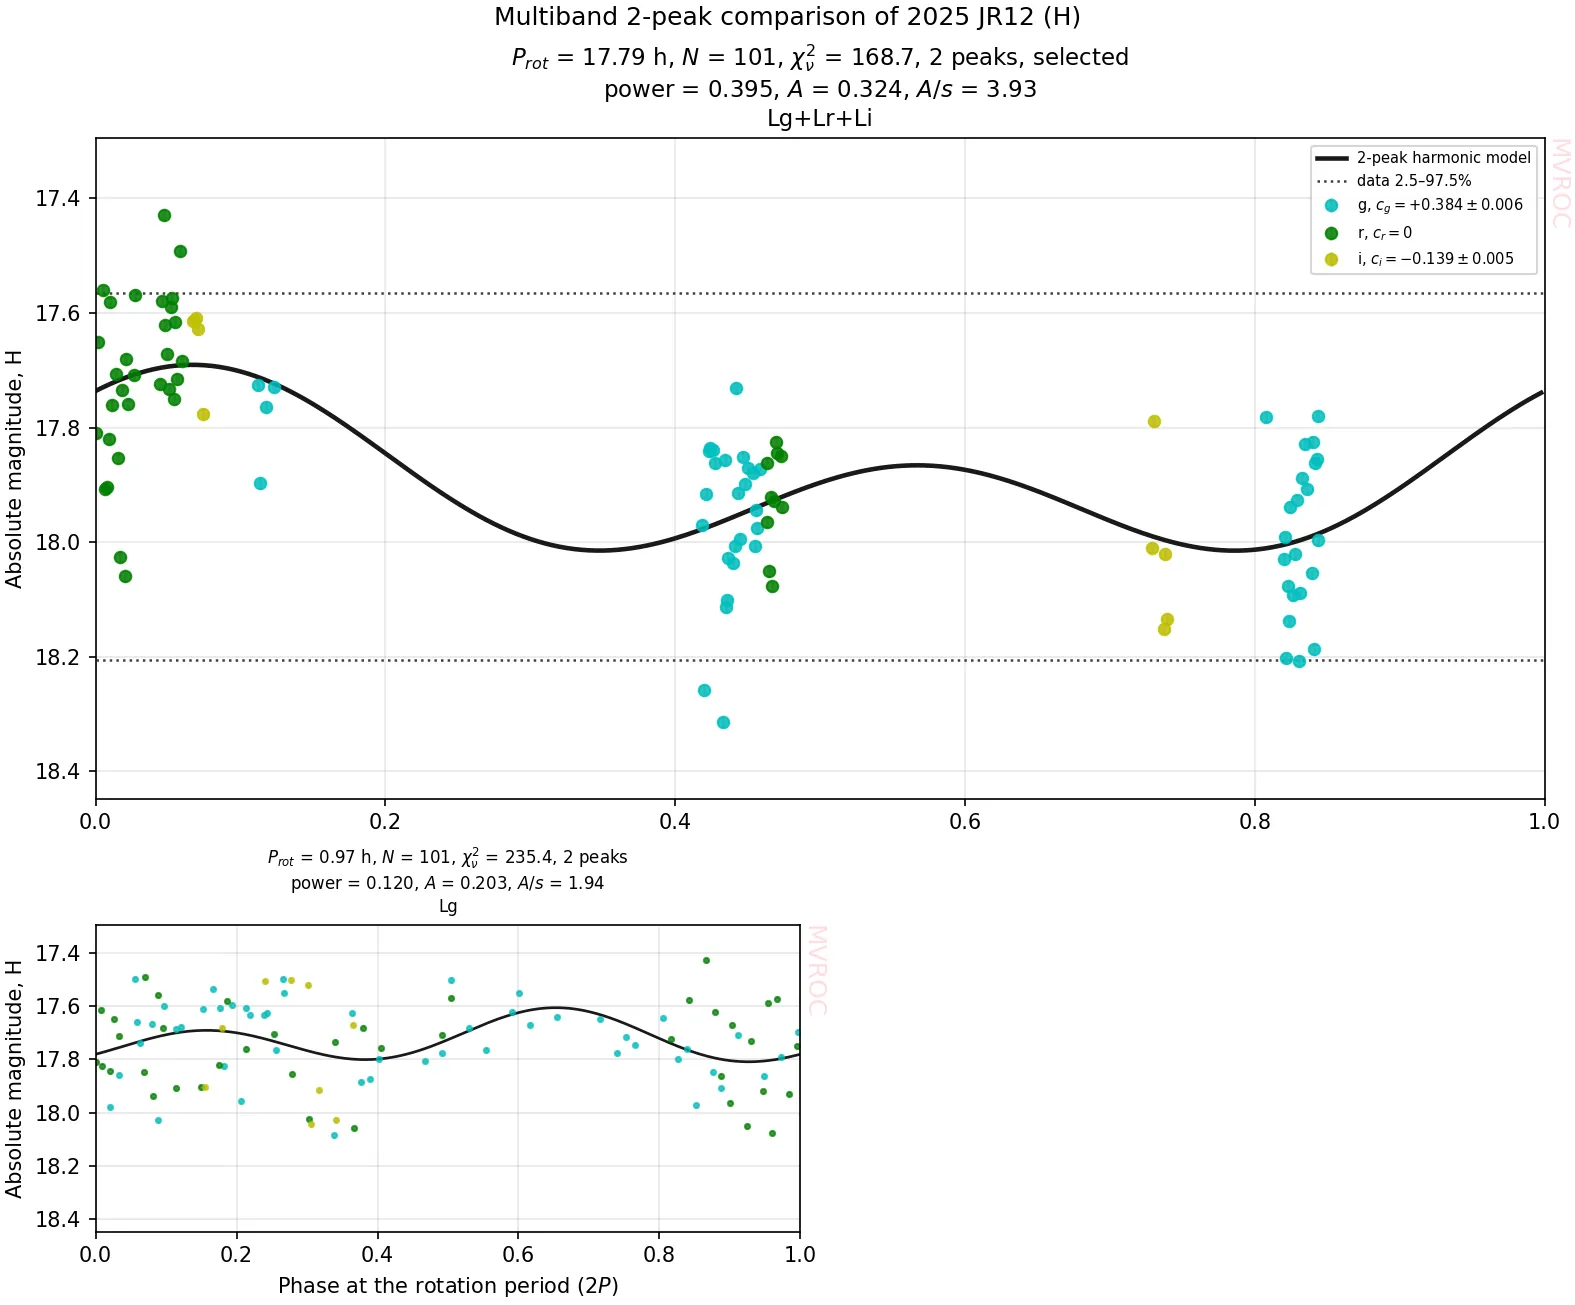 Multiband 2-peak comparison of 2025 JR12 (H)
P_rot = 17.79 h, N = 101, χ²_ν = 168.7, 2 peaks, selected
power = 0.395, A = 0.324, A/s = 3.93
Lg+Lr+Li
2-peak harmonic model
data 2.5–97.5%
g, c_g = +0.384 ± 0.006
r, c_r = 0
i, c_i = −0.139 ± 0.005
MVROC
Absolute magnitude, H
17.4
17.6
17.8
18.0
18.2
18.4
0.0 0.2 0.4 0.6 0.8 1.0
P_rot = 0.97 h, N = 101, χ²_ν = 235.4, 2 peaks
power = 0.120, A = 0.203, A/s = 1.94
Lg
MVROC
Absolute magnitude, H
17.4
17.6
17.8
18.0
18.2
18.4
0.0 0.2 0.4 0.6 0.8 1.0
Phase at the rotation period (2P)